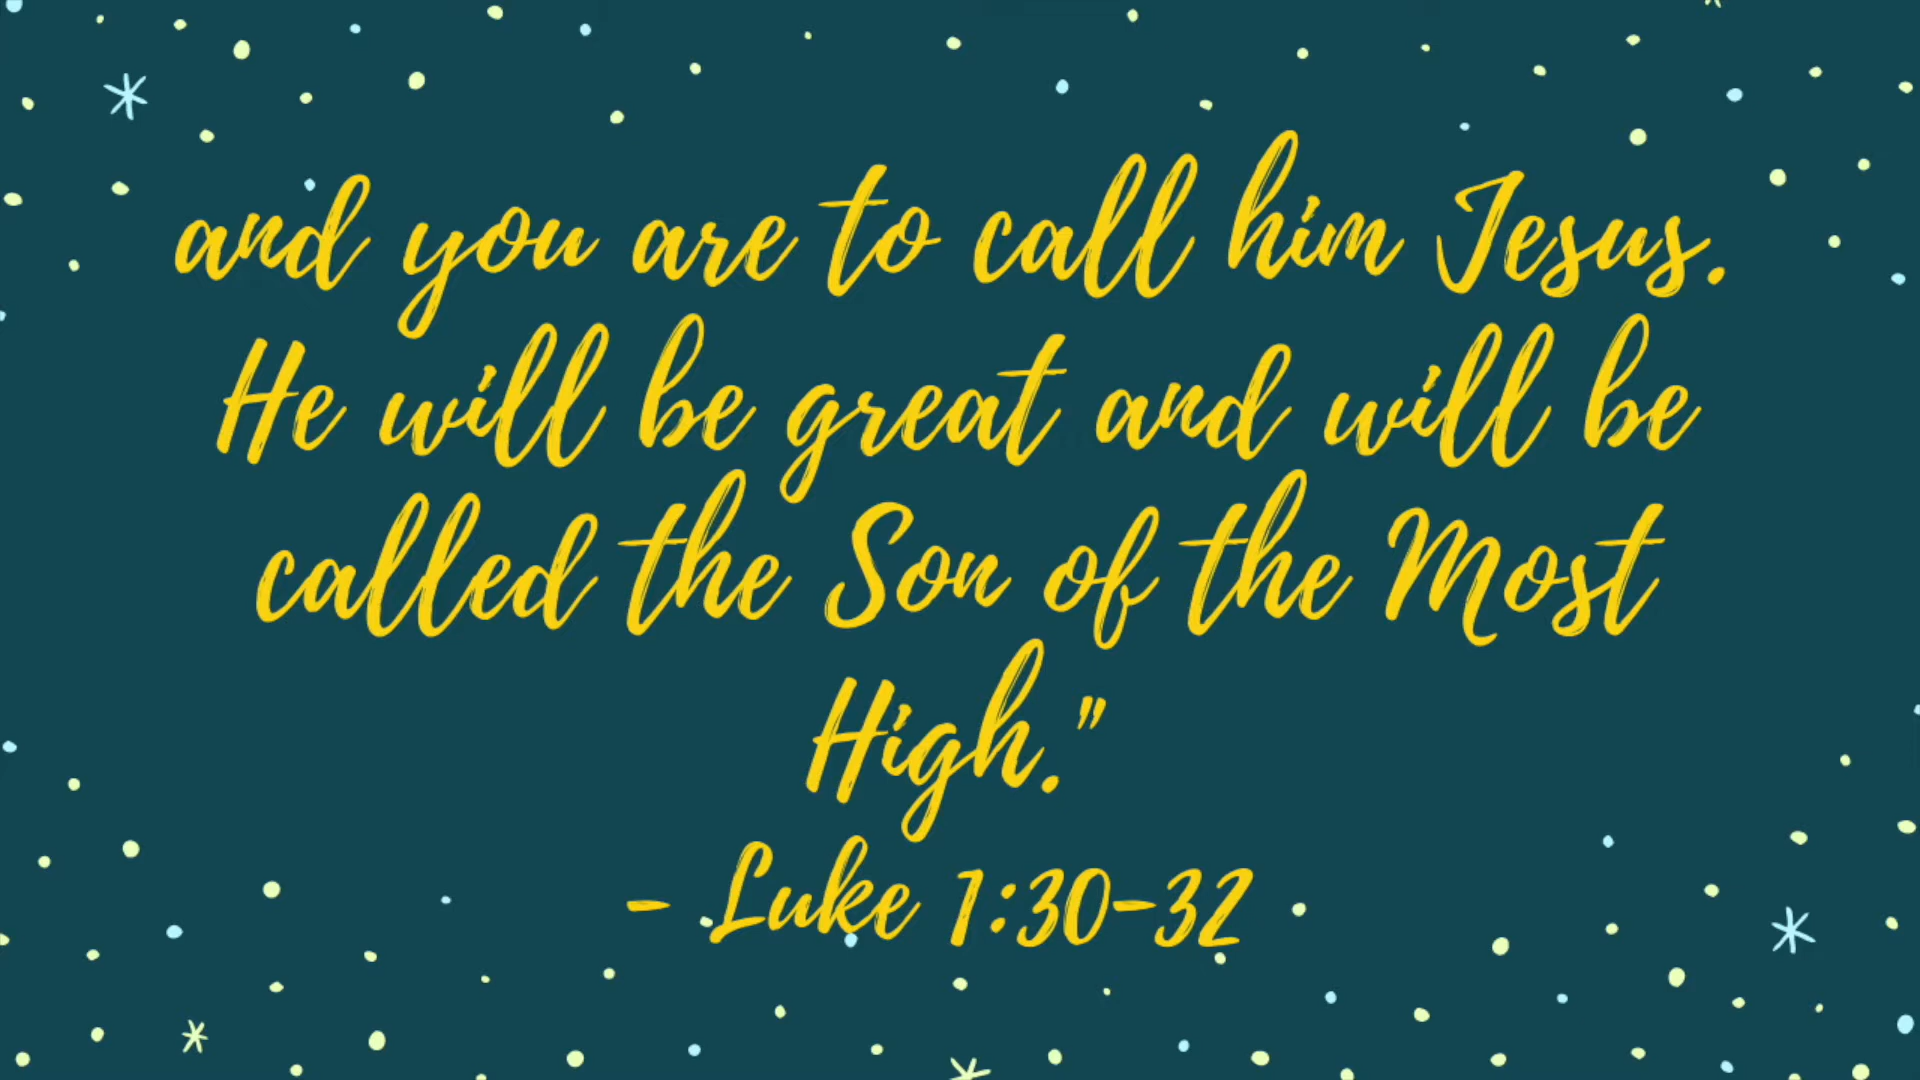 and you are to call him Jesus.
He will be great and will be
called the Son of the Most
High."
- Luke 1:30-32